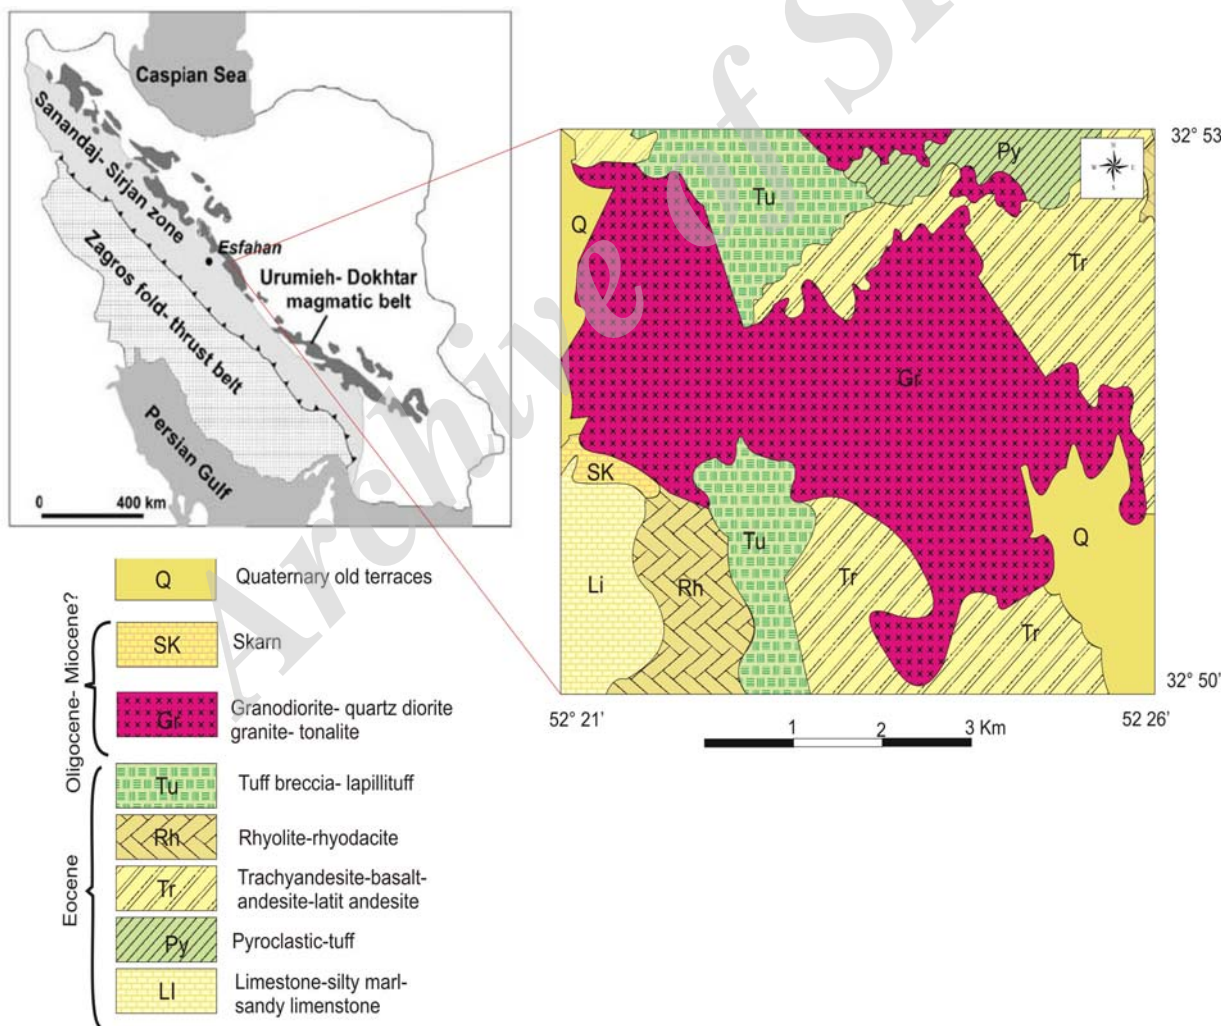 Caspian Sea
Sanandaj- Sirjan zone
Esfahan
Urumieh- Dokhtar
magmatic belt
Zagros fold- thrust belt
Persian Gulf
0 400 km
32° 53
Py
Tu
Q
Tr
Gr
SK
Tu
Q
Li
Rh
Tr
Tr
32° 50'
52° 21'
52 26'
1 2 3 Km
Oligocene- Miocene?
Eocene
Q Quaternary old terraces
SK Skarn
Gr Granodiorite- quartz diorite
granite- tonalite
Tu Tuff breccia- lapillituff
Rh Rhyolite-rhyodacite
Tr Trachyandesite-basalt-
andesite-latit andesite
Py Pyroclastic-tuff
LI Limestone-silty marl-
sandy limenstone
Archive of